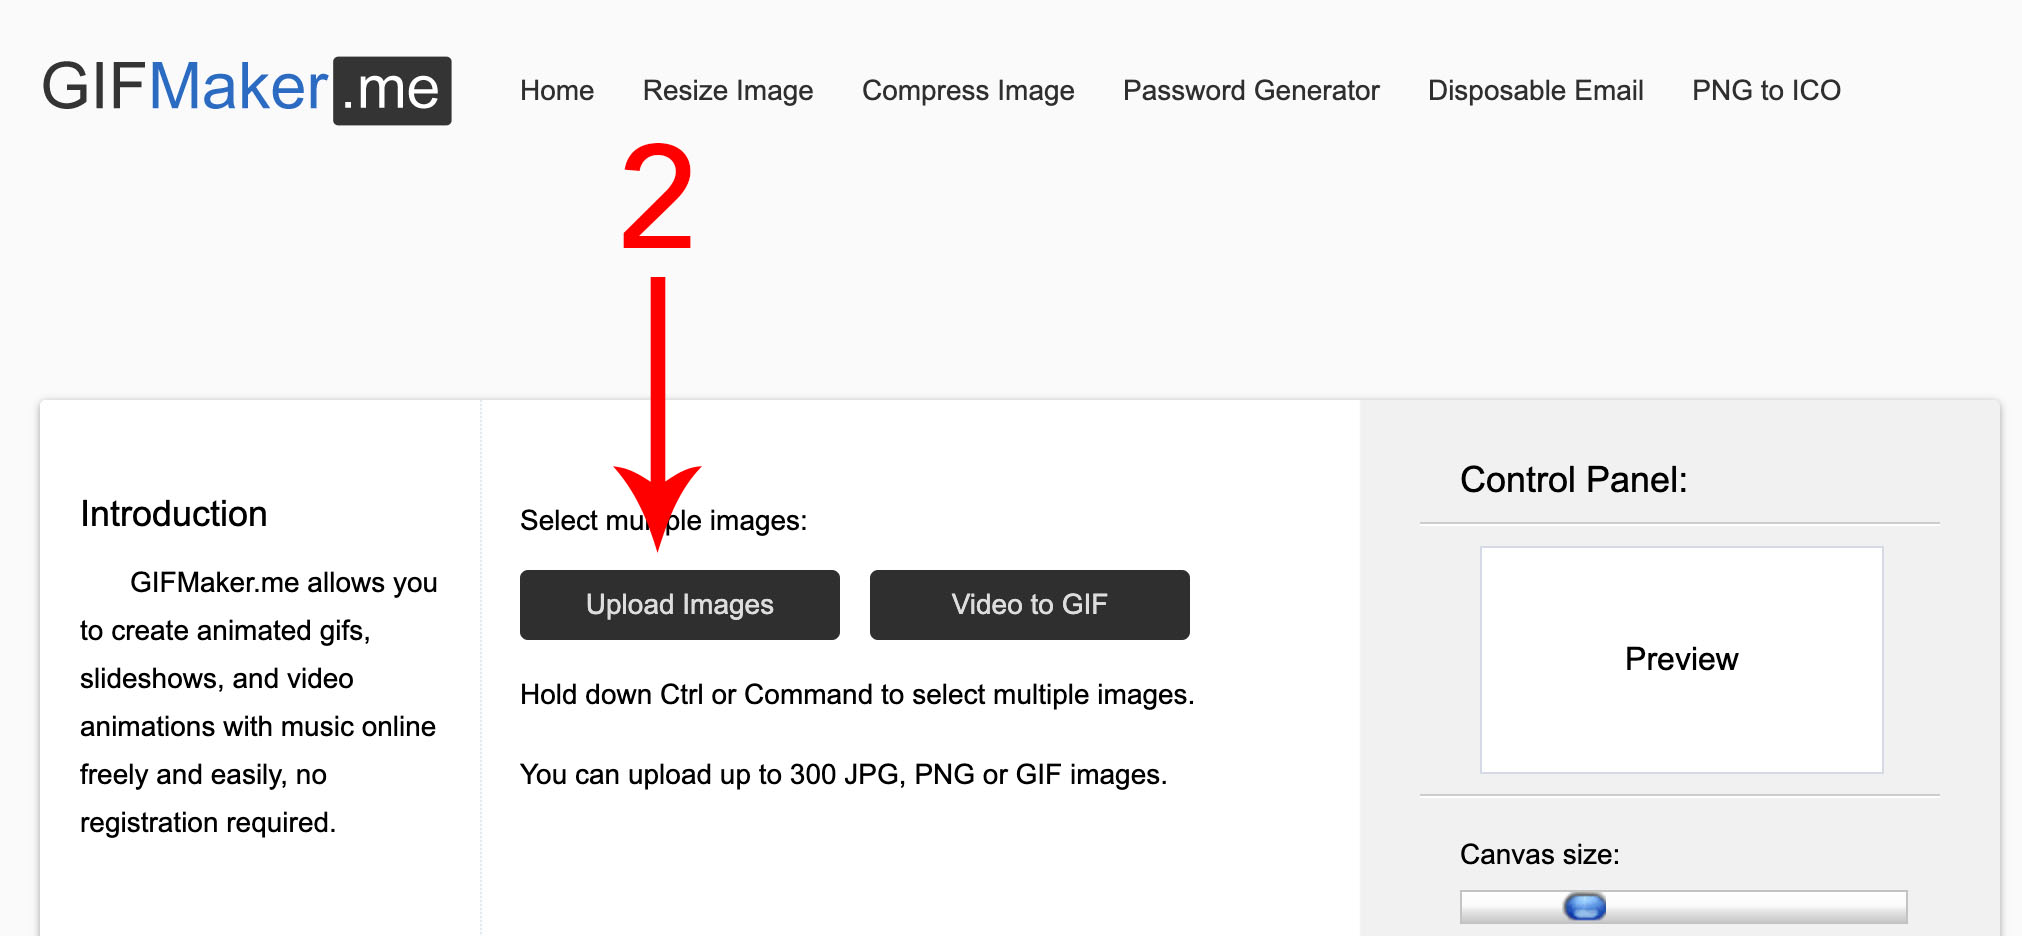 GIFMaker.me
Home Resize Image Compress Image Password Generator Disposable Email PNG to ICO
2
Introduction
GIFMaker.me allows you
to create animated gifs,
slideshows, and video
animations with music online
freely and easily, no
registration required.
Select multiple images:
Upload Images Video to GIF
Hold down Ctrl or Command to select multiple images.
You can upload up to 300 JPG, PNG or GIF images.
Control Panel:
Preview
Canvas size: